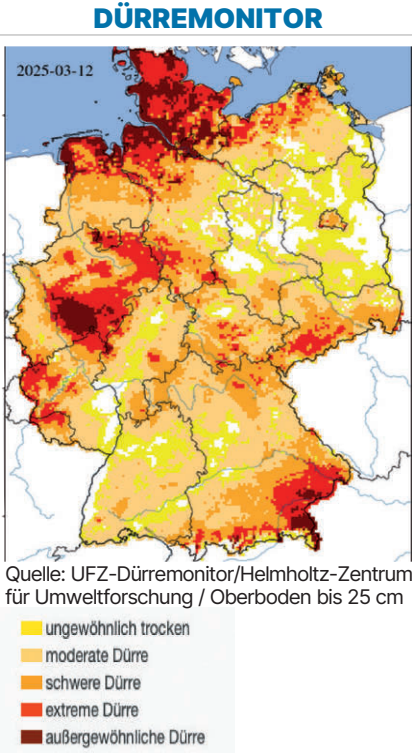 DÜRREMONITOR
2025-03-12
Quelle: UFZ-Dürremonitor/Helmholtz-Zentrum
für Umweltforschung / Oberboden bis 25 cm
ungewöhnlich trocken
moderate Dürre
schwere Dürre
extreme Dürre
außergewöhnliche Dürre